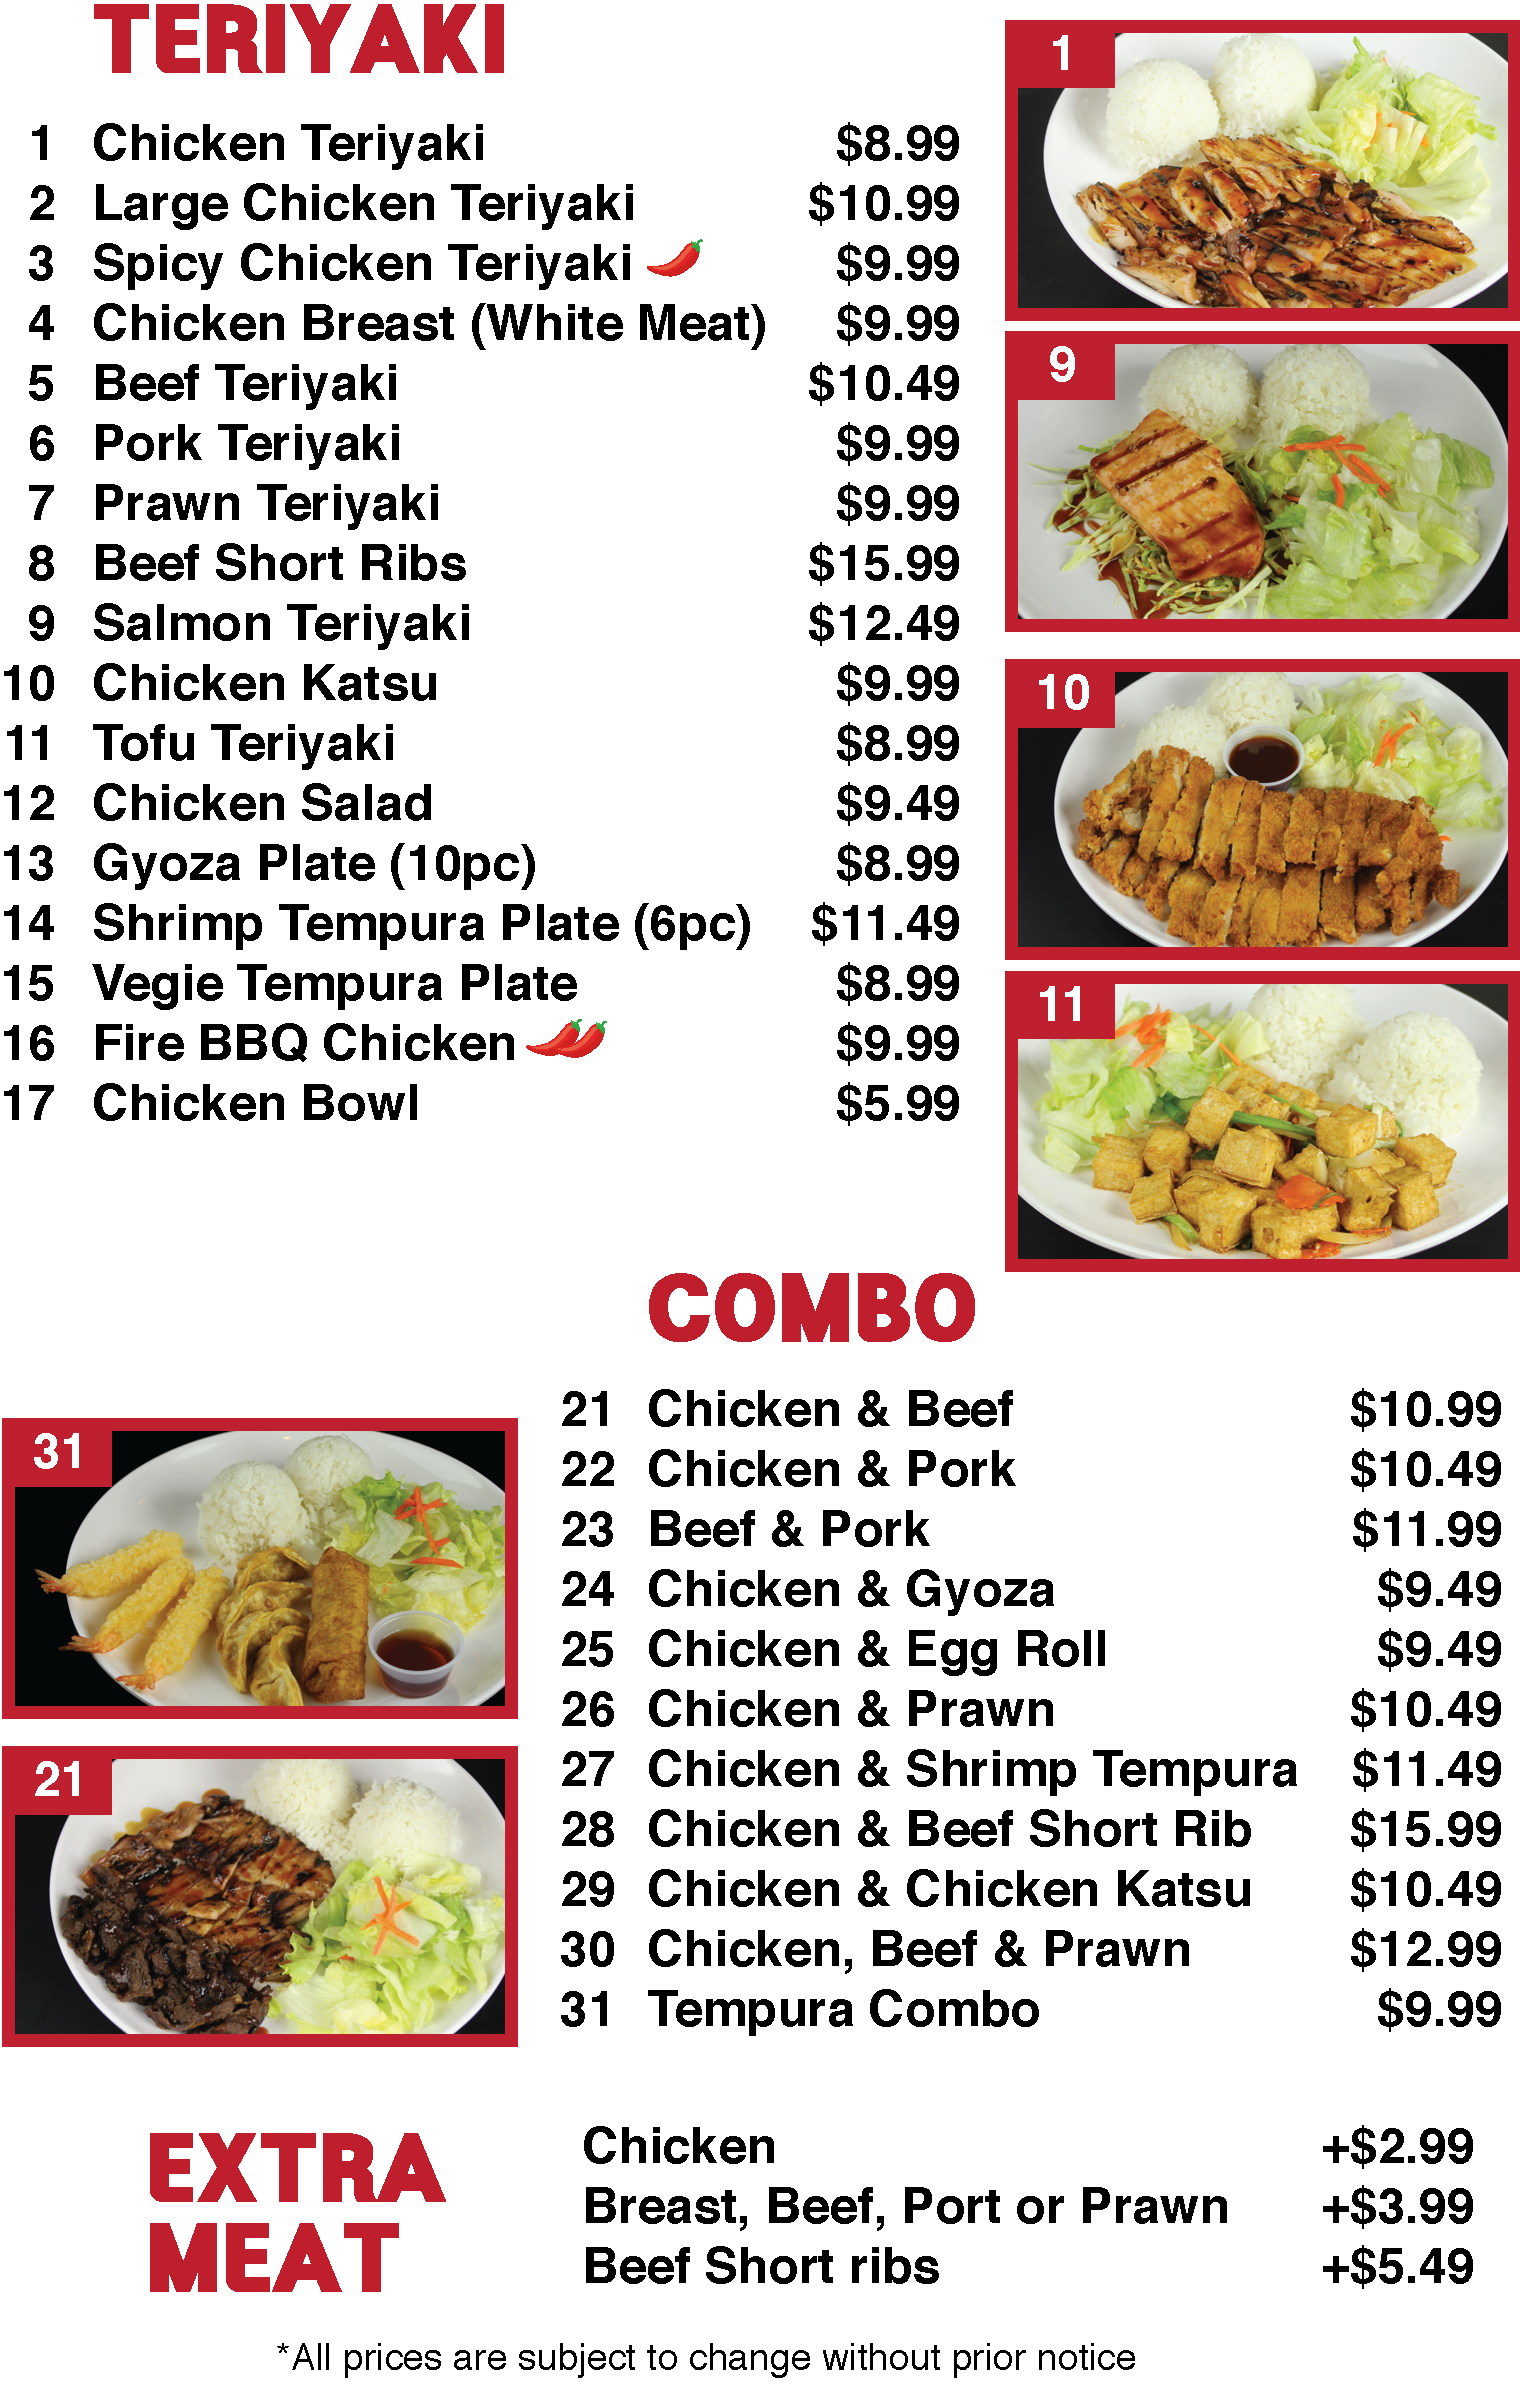 TERIYAKI
1 Chicken Teriyaki $8.99
2 Large Chicken Teriyaki $10.99
3 Spicy Chicken Teriyaki $9.99
4 Chicken Breast (White Meat) $9.99
5 Beef Teriyaki $10.49
6 Pork Teriyaki $9.99
7 Prawn Teriyaki $9.99
8 Beef Short Ribs $15.99
9 Salmon Teriyaki $12.49
10 Chicken Katsu $9.99
11 Tofu Teriyaki $8.99
12 Chicken Salad $9.49
13 Gyoza Plate (10pc) $8.99
14 Shrimp Tempura Plate (6pc) $11.49
15 Vegie Tempura Plate $8.99
16 Fire BBQ Chicken $9.99
17 Chicken Bowl $5.99
1
9
10
11
COMBO
21 Chicken & Beef $10.99
22 Chicken & Pork $10.49
23 Beef & Pork $11.99
24 Chicken & Gyoza $9.49
25 Chicken & Egg Roll $9.49
26 Chicken & Prawn $10.49
27 Chicken & Shrimp Tempura $11.49
28 Chicken & Beef Short Rib $15.99
29 Chicken & Chicken Katsu $10.49
30 Chicken, Beef & Prawn $12.99
31 Tempura Combo $9.99
31
21
EXTRA
MEAT
Chicken +$2.99
Breast, Beef, Port or Prawn +$3.99
Beef Short ribs +$5.49
*All prices are subject to change without prior notice